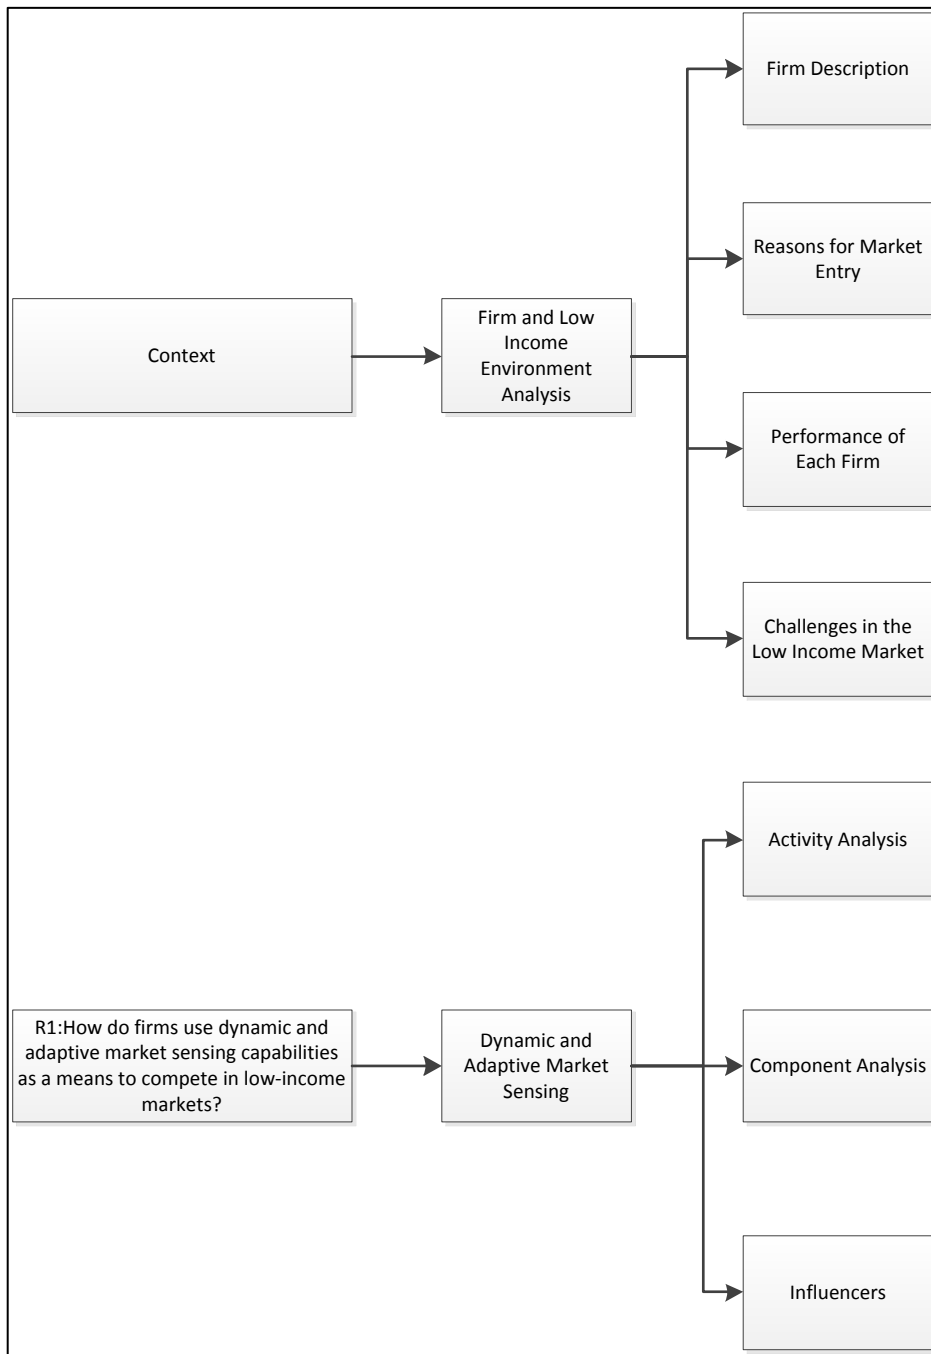 Firm Description
Reasons for Market
Entry
Context
Firm and Low
Income
Environment
Analysis
Performance of
Each Firm
Challenges in the
Low Income Market
Activity Analysis
R1:How do firms use dynamic and
adaptive market sensing capabilities
as a means to compete in low-income
markets?
Dynamic and
Adaptive Market
Sensing
Component Analysis
Influencers